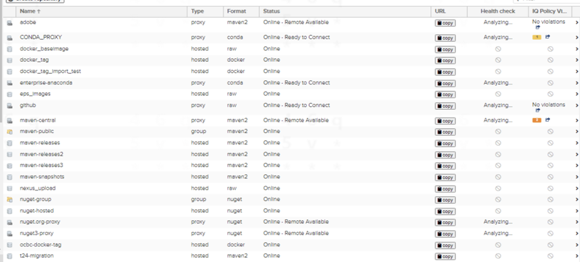 Name ↑ Type Format Status URL Health check IQ Policy Vi...
adobe proxy maven2 Online - Remote Available copy Analyzing... No violations
CONDA_PROXY proxy conda Online - Ready to Connect copy Analyzing...
docker_baseimage hosted raw Online copy
docker_tag hosted docker Online copy
docker_tag_import_test hosted docker Online copy
enterprise-anaconda proxy conda Online - Ready to Connect copy Analyzing...
eps_images hosted raw Online copy
github proxy raw Online - Ready to Connect copy No violations
maven-central proxy maven2 Online - Remote Available copy Analyzing...
maven-public group maven2 Online copy
maven-releases hosted maven2 Online copy
maven-releases2 hosted maven2 Online copy
maven-releases3 hosted maven2 Online copy
maven-snapshots hosted maven2 Online copy
nexus_upload hosted raw Online copy
nuget-group group nuget Online copy
nuget-hosted hosted nuget Online copy
nuget.org-proxy proxy nuget Online - Remote Available copy Analyzing...
nuget3-proxy proxy nuget Online - Remote Available copy Analyzing...
ocbc-docker-tag hosted docker Online copy
t24-migration hosted maven2 Online copy